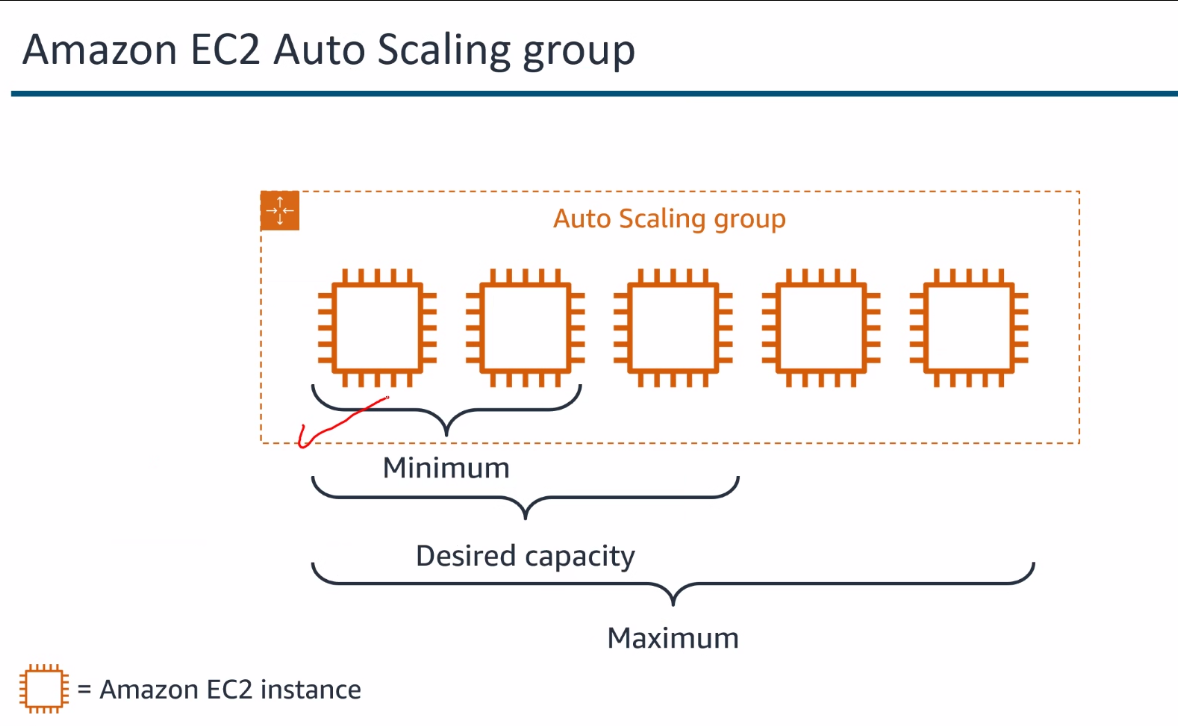 Amazon EC2 Auto Scaling group
Auto Scaling group
Minimum
Desired capacity
Maximum
= Amazon EC2 instance